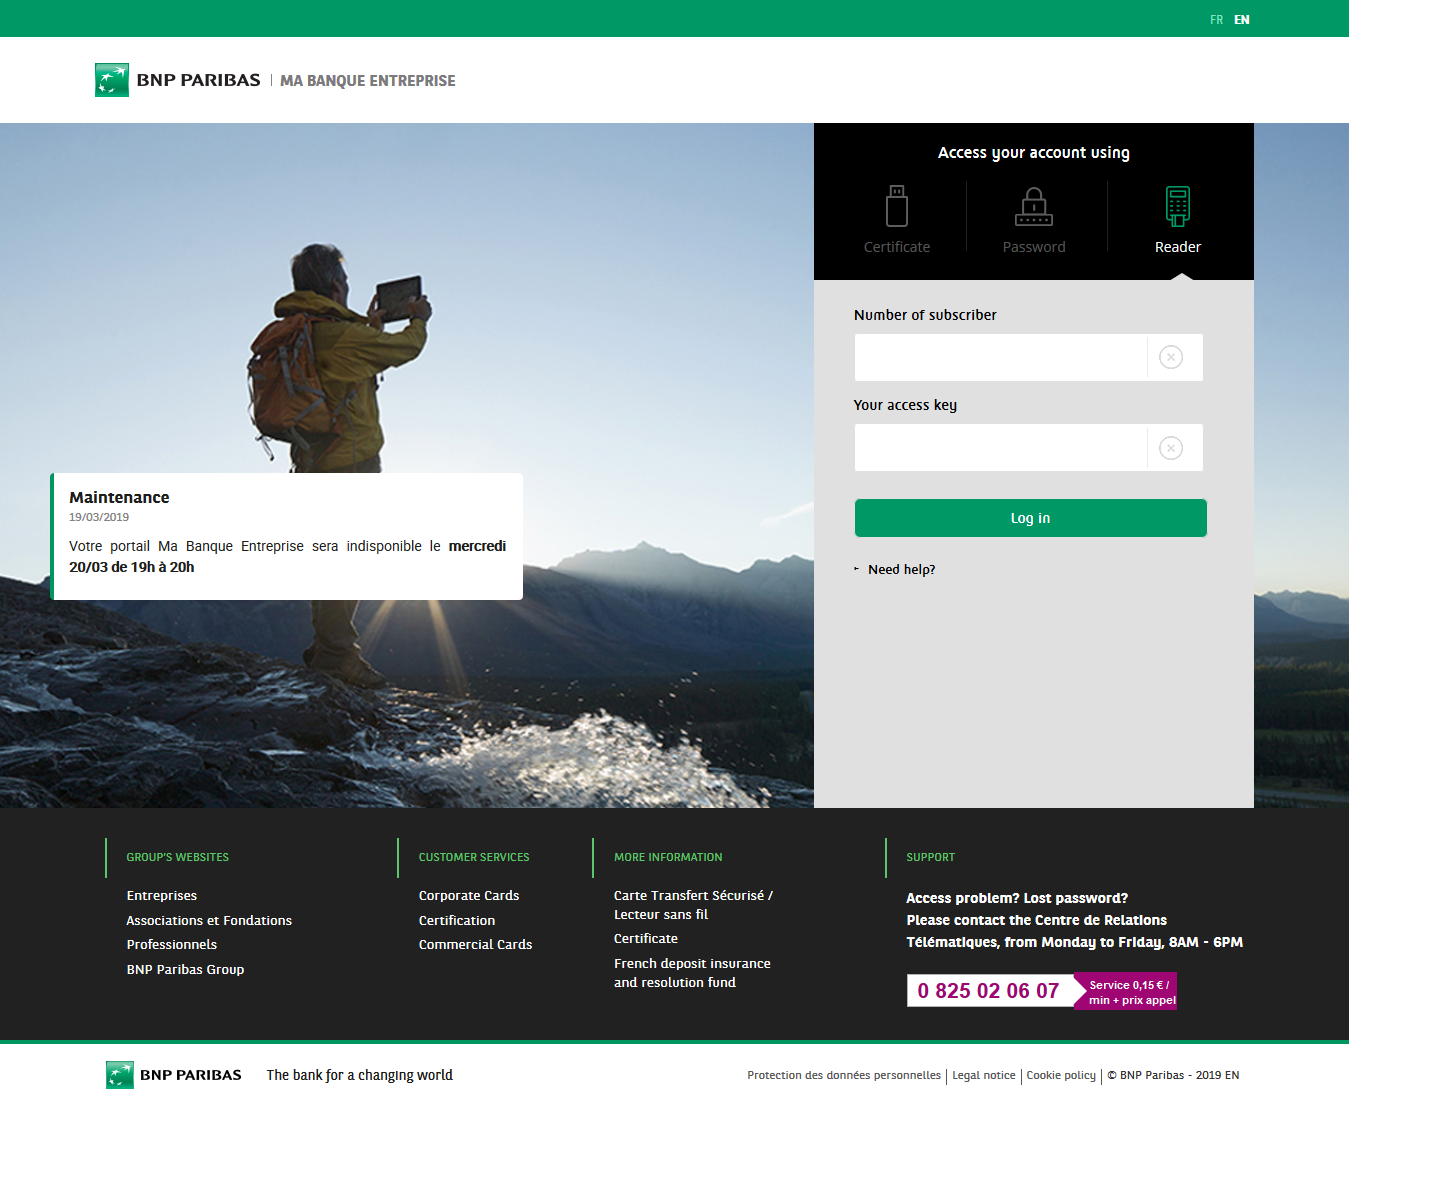 FR EN
BNP PARIBAS | MA BANQUE ENTREPRISE
Access your account using
Certificate
Password
Reader
Number of subscriber
Your access key
Log in
Need help?
Maintenance
19/03/2019
Votre portail Ma Banque Entreprise sera indisponible le mercredi
20/03 de 19h à 20h
GROUP'S WEBSITES
Entreprises
Associations et Fondations
Professionnels
BNP Paribas Group
CUSTOMER SERVICES
Corporate Cards
Certification
Commercial Cards
MORE INFORMATION
Carte Transfert Sécurisé /
Lecteur sans fil
Certificate
French deposit insurance
and resolution fund
SUPPORT
Access problem? Lost password?
Please contact the Centre de Relations
Télématiques, from Monday to Friday, 8AM - 6PM
0 825 02 06 07
Service 0,15 € /
min + prix appel
BNP PARIBAS
The bank for a changing world
Protection des données personnelles | Legal notice | Cookie policy | © BNP Paribas - 2019 EN